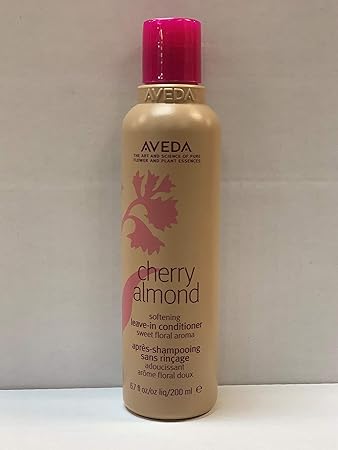 AVEDA
AVEDA
THE ART AND SCIENCE OF PURE
FLOWER AND PLANT ESSENCES
cherry
almond
softening
leave-in conditioner
sweet floral aroma
après-shampooing
sans rinçage
adoucissant
arôme floral doux
6.7 fl oz/oz liq/200 ml e